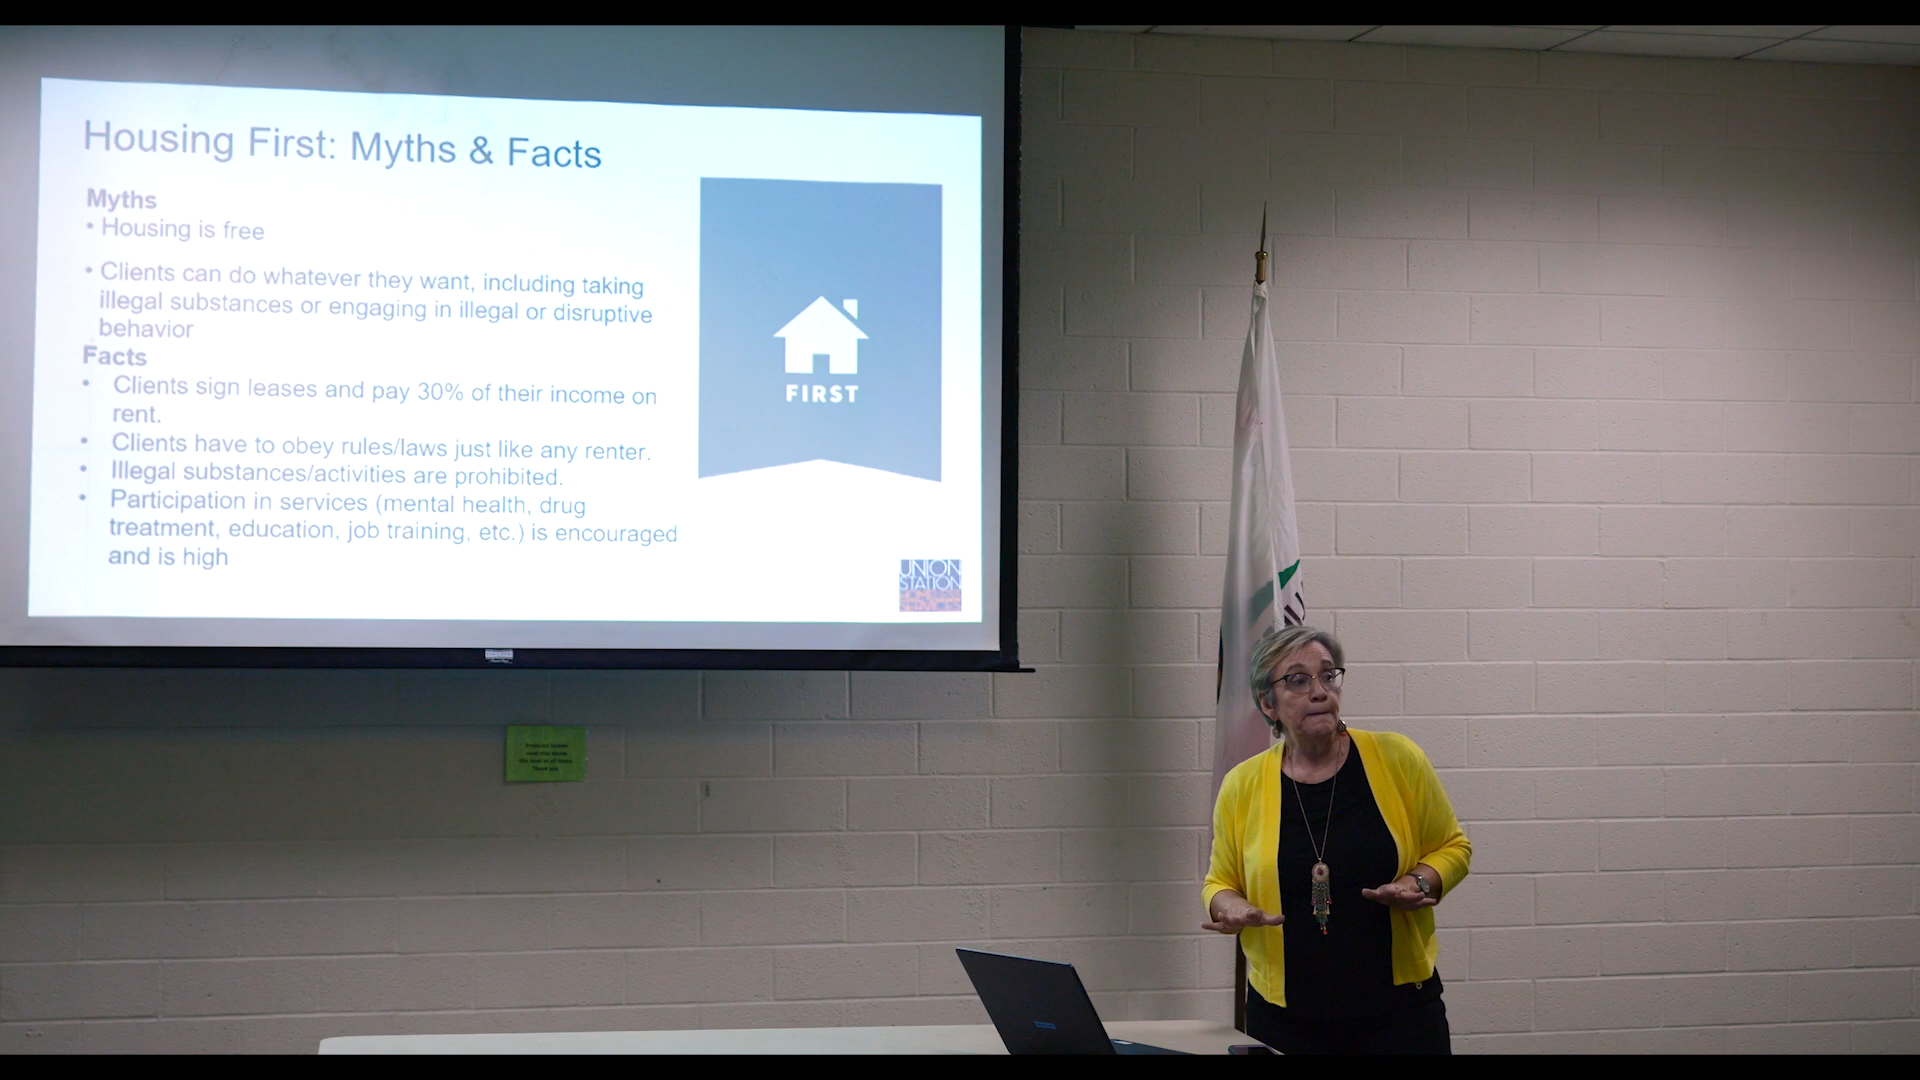 Housing First: Myths & Facts
Myths
• Housing is free
• Clients can do whatever they want, including taking
illegal substances or engaging in illegal or disruptive
behavior
Facts
• Clients sign leases and pay 30% of their income on
rent.
• Clients have to obey rules/laws just like any renter.
• Illegal substances/activities are prohibited.
• Participation in services (mental health, drug
treatment, education, job training, etc.) is encouraged
and is high
FIRST
UNION
STATION